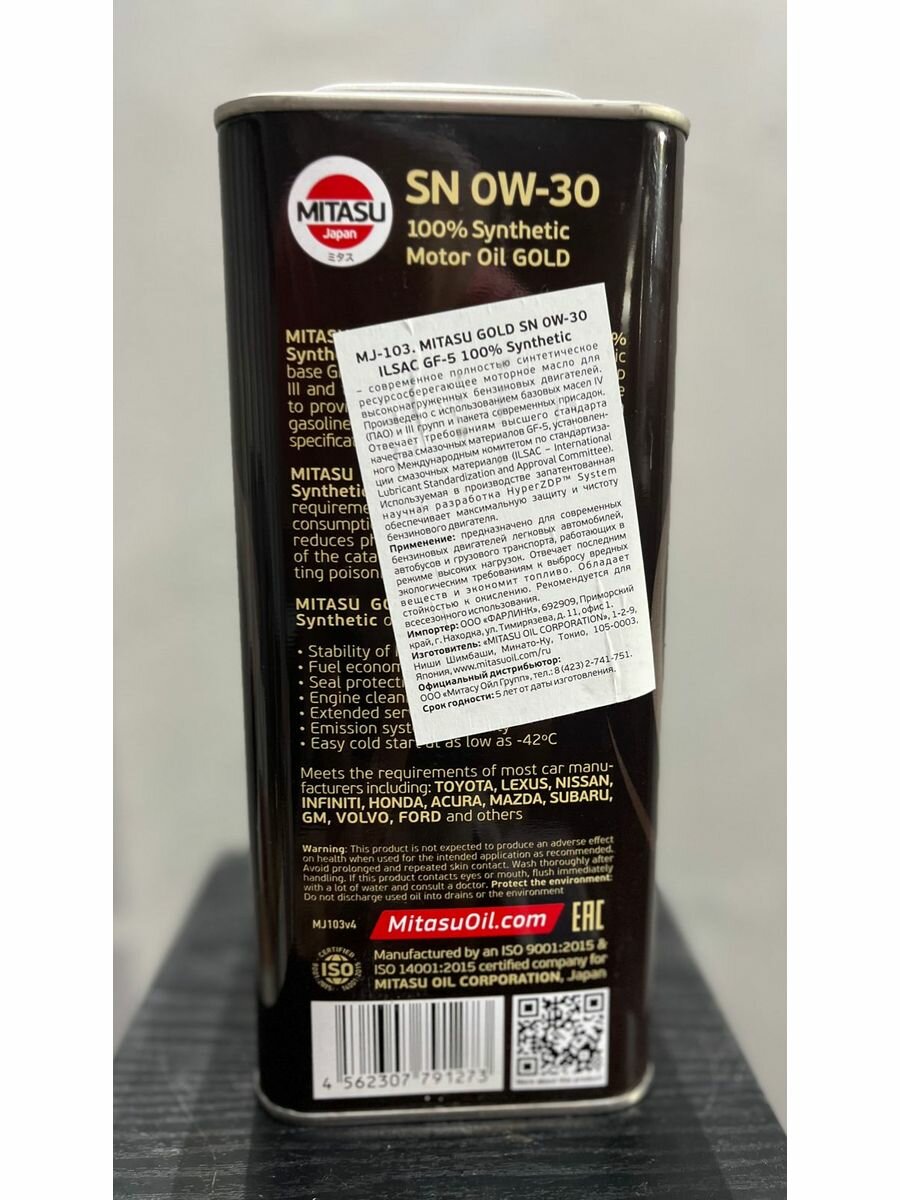 MITASU
Japan
ミタス
SN 0W-30
100% Synthetic
Motor Oil GOLD
MJ-103. MITASU GOLD SN 0W-30
ILSAC GF-5 100% Synthetic
– современное полностью синтетическое
ресурсосберегающее моторное масло для
высоконагруженных бензиновых двигателей.
Произведено с использованием базовых масел IV
(ПАО) и III групп и пакета современных присадок.
Отвечает требованиям высшего стандарта
качества смазочных материалов GF-5, установлен-
ного Международным комитетом по стандартиза-
ции смазочных материалов (ILSAC – International
Lubricant Standardization and Approval Committee).
Используемая в производстве запатентованная
научная разработка HyperZDP™ System
обеспечивает максимальную защиту и чистоту
бензинового двигателя.
Применение: предназначено для современных
бензиновых двигателей легковых автомобилей,
автобусов и грузового транспорта, работающих в
режиме высоких нагрузок. Отвечает последним
экологическим требованиям к выбросу вредных
веществ и экономит топливо. Обладает
стойкостью к окислению. Рекомендуется для
всесезонного использования.
Импортер: ООО «ФАРЛИНК», 692909, Приморский
край, г. Находка, ул. Тимирязева, д. 11, офис 1.
Изготовитель: «MITASU OIL CORPORATION», 1-2-9,
Ниши Шимбаши, Минато-Ку, Токио, 105-0003,
Япония, www.mitasuoil.com/ru
Официальный дистрибьютор:
ООО «Митасу Ойл Групп», тел.: 8 (423) 2-741-751.
Срок годности: 5 лет от даты изготовления.
MITAS
Synth
base G
III and
to provi
gasoline
specifica
MITASU
Synthetic
requireme
consumpti
reduces ph
of the cata
ting poison
MITASU GO
Synthetic
• Stability of
• Fuel econom
• Seal protecti
• Engine clean
• Extended ser
• Emission syst
• Easy cold start at as low as -42ºC
Meets the requirements of most car manu-
facturers including: TOYOTA, LEXUS, NISSAN,
INFINITI, HONDA, ACURA, MAZDA, SUBARU,
GM, VOLVO, FORD and others
Warning: This product is not expected to produce an adverse effect
on health when used for the intended application as recommended.
Avoid prolonged and repeated skin contact. Wash thoroughly after
handling. If this product contacts eyes or mouth, flush immediately
with a lot of water and consult a doctor. Protect the environment:
Do not discharge used oil into drains or the environment
MJ103v4
MitasuOil.com
EAC
CERTIFIED
ISO
Manufactured by an ISO 9001:2015 &
ISO 14001:2015 certified company for
MITASU OIL CORPORATION, Japan
4 562307 791273
More about the product